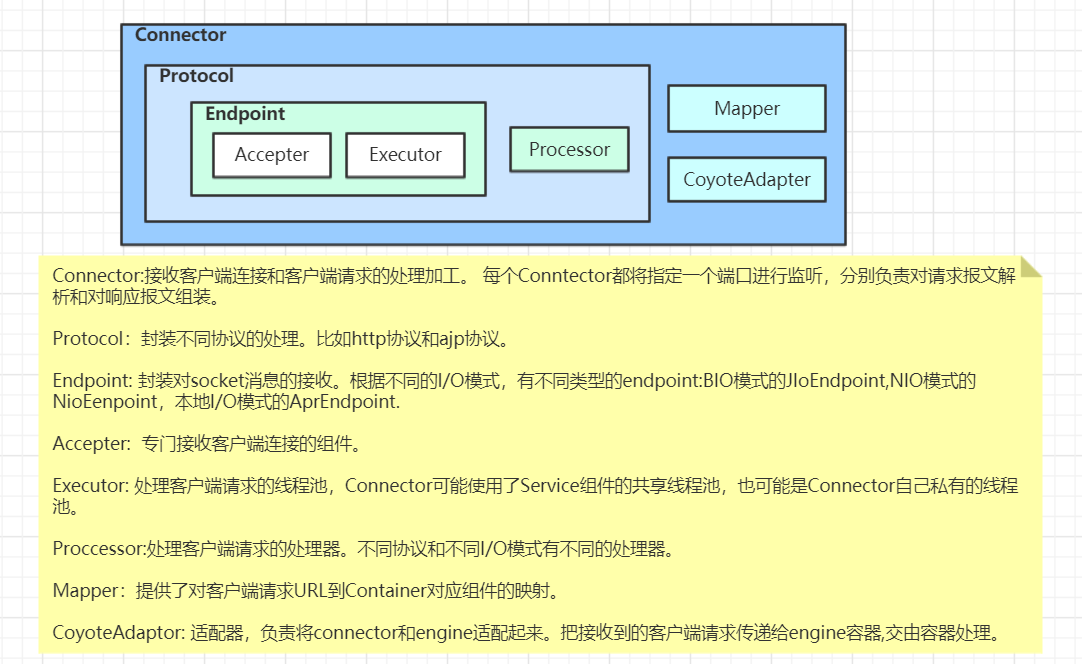 Connector
Protocol
Endpoint
Accepter
Executor
Processor
Mapper
CoyoteAdapter
Connector:接收客户端连接和客户端请求的处理加工。 每个Conntector都将指定一个端口进行监听，分别负责对请求报文解
析和对响应报文组装。
Protocol：封装不同协议的处理。比如http协议和ajp协议。
Endpoint: 封装对socket消息的接收。根据不同的I/O模式，有不同类型的endpoint:BIO模式的JIoEndpoint,NIO模式的
NioEenpoint，本地I/O模式的AprEndpoint.
Accepter: 专门接收客户端连接的组件。
Executor: 处理客户端请求的线程池，Connector可能使用了Service组件的共享线程池，也可能是Connector自己私有的线程
池。
Proccessor:处理客户端请求的处理器。不同协议和不同I/O模式有不同的处理器。
Mapper：提供了对客户端请求URL到Container对应组件的映射。
CoyoteAdaptor: 适配器，负责将connector和engine适配起来。把接收到的客户端请求传递给engine容器,交由容器处理。